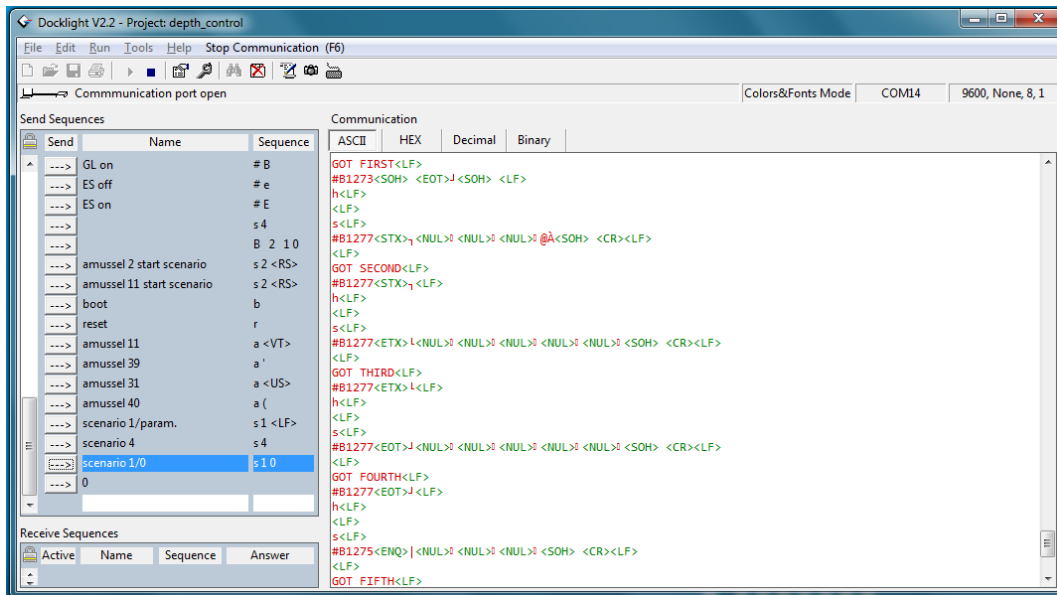 Docklight V2.2 - Project: depth_control
File Edit Run Tools Help Stop Communication (F6)
Commmunication port open
Colors&Fonts Mode COM14 9600, None, 8, 1
Send Sequences
Send Name Sequence
GL on # B
ES off # e
ES on # E
s 4
B 2 1 0
amussel 2 start scenario s 2 <RS>
amussel 11 start scenario s 2 <RS>
boot b
reset r
amussel 11 a <VT>
amussel 39 a '
amussel 31 a <US>
amussel 40 a (
scenario 1/param. s 1 <LF>
scenario 4 s 4
scenario 1/0 s 1 0
0
Receive Sequences
Active Name Sequence Answer
Communication
ASCII HEX Decimal Binary
GOT FIRST<LF>
#B1273<SOH> <EOT>┘<SOH> <LF>
h<LF>
<LF>
s<LF>
#B1277<STX>┐<NUL>▯<NUL>▯<NUL>▯@À<SOH> <CR><LF>
<LF>
GOT SECOND<LF>
#B1277<STX>┐<LF>
h<LF>
<LF>
s<LF>
#B1277<ETX>└<NUL>▯<NUL>▯<NUL>▯<NUL>▯<NUL>▯<SOH> <CR><LF>
<LF>
GOT THIRD<LF>
#B1277<ETX>└<LF>
h<LF>
<LF>
s<LF>
#B1277<EOT>┘<NUL>▯<NUL>▯<NUL>▯<NUL>▯<NUL>▯<SOH> <CR><LF>
<LF>
GOT FOURTH<LF>
#B1277<EOT>┘<LF>
h<LF>
<LF>
s<LF>
#B1275<ENQ>|<NUL>▯<NUL>▯<NUL>▯<SOH> <CR><LF>
<LF>
GOT FIFTH<LF>